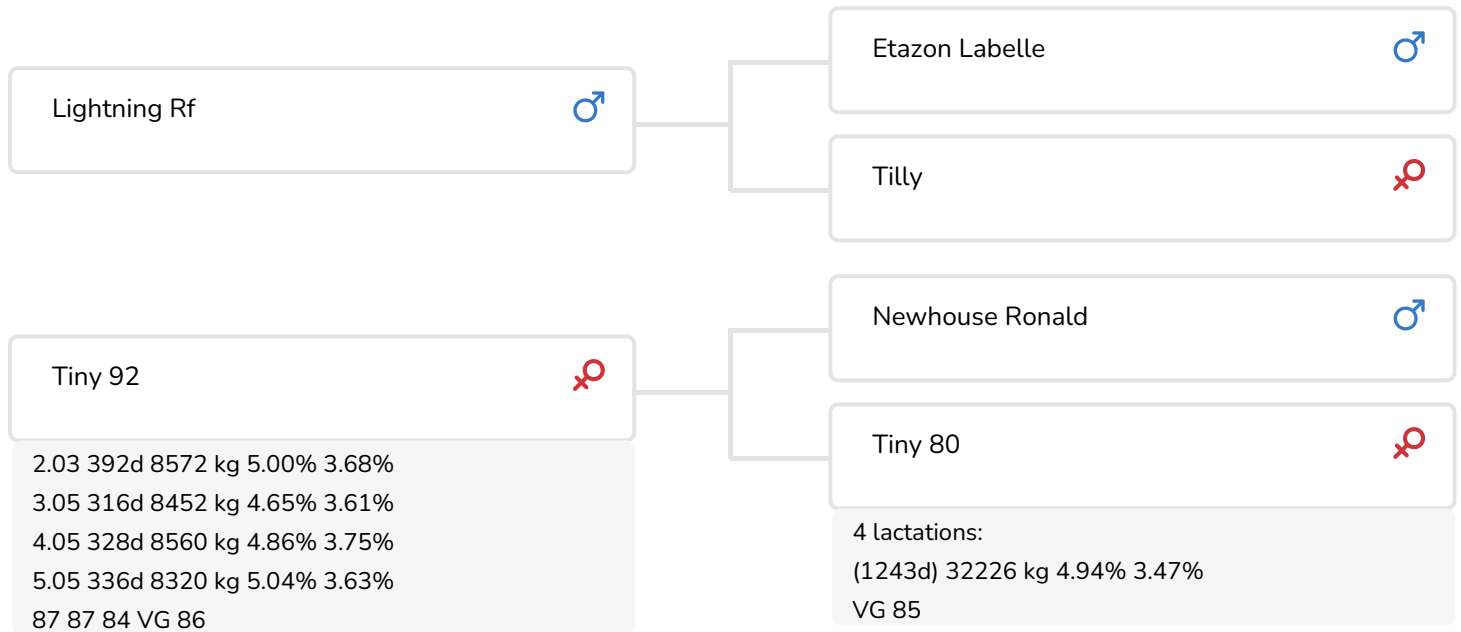 Lightning Rf
Etazon Labelle
Tilly
Tiny 92
2.03 392d 8572 kg 5.00% 3.68%
3.05 316d 8452 kg 4.65% 3.61%
4.05 328d 8560 kg 4.86% 3.75%
5.05 336d 8320 kg 5.04% 3.63%
87 87 84 VG 86
Newhouse Ronald
Tiny 80
4 lactations:
(1243d) 32226 kg 4.94% 3.47%
VG 85